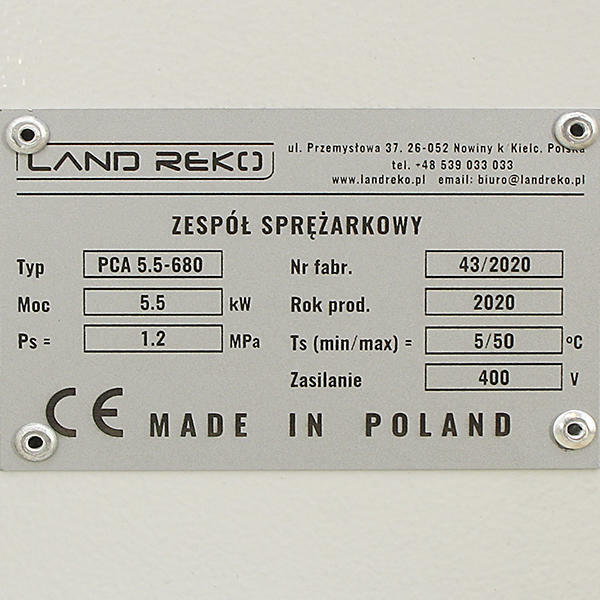 LAND REKO
ul. Przemysłowa 37. 26-052 Nowiny k/Kielc. Polska
tel. +48 539 033 033
www.landreko.pl email: biuro@landreko.pl
ZESPÓŁ SPRĘŻARKOWY
Typ PCA 5.5-680 Nr fabr. 43/2020
Moc 5.5 kW Rok prod. 2020
Ps = 1.2 MPa Ts (min/max) = 5/50 ºC
Zasilanie 400 V
CE MADE IN POLAND